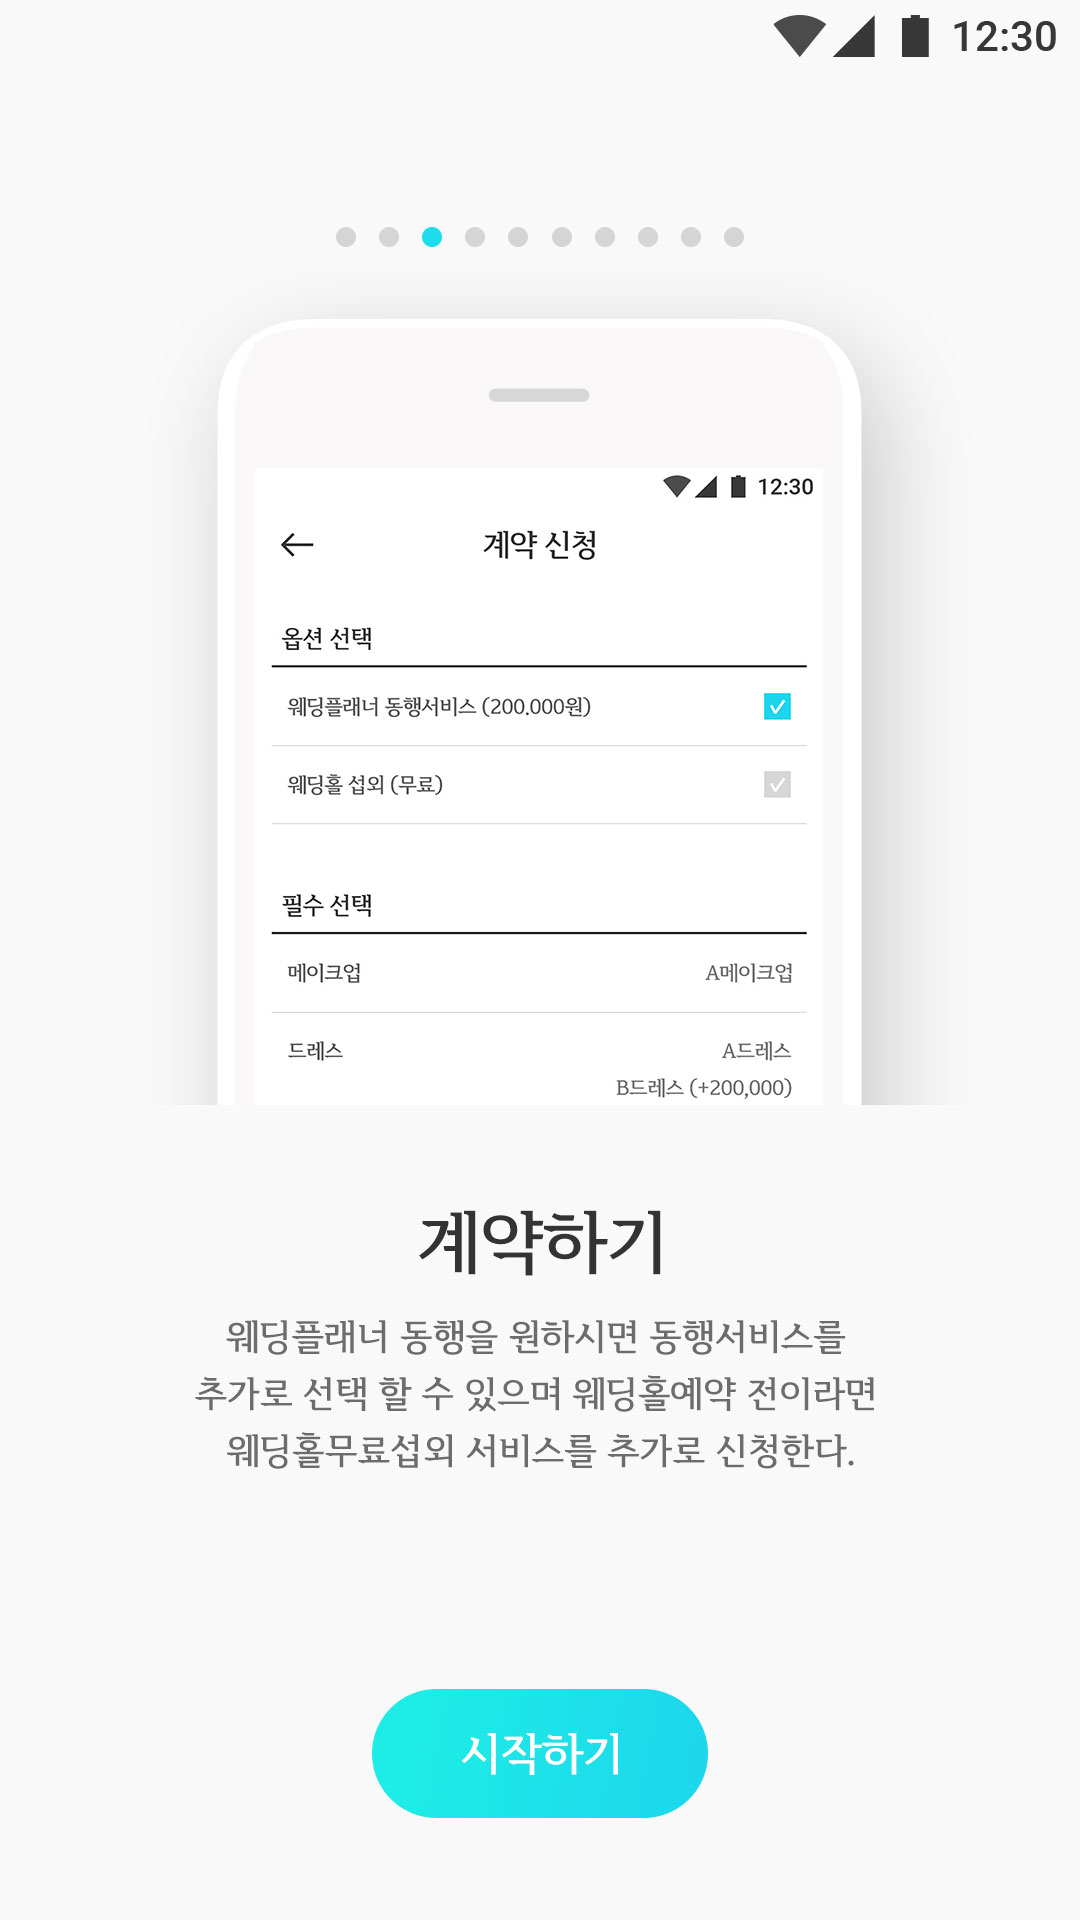 12:30
12:30
계약 신청
옵션 선택
웨딩플래너 동행서비스 (200.000원)
웨딩홀 섭외 (무료)
필수 선택
메이크업 A메이크업
드레스 A드레스
B드레스 (+200,000)
계약하기
웨딩플래너 동행을 원하시면 동행서비스를
추가로 선택 할 수 있으며 웨딩홀예약 전이라면
웨딩홀무료섭외 서비스를 추가로 신청한다.
시작하기